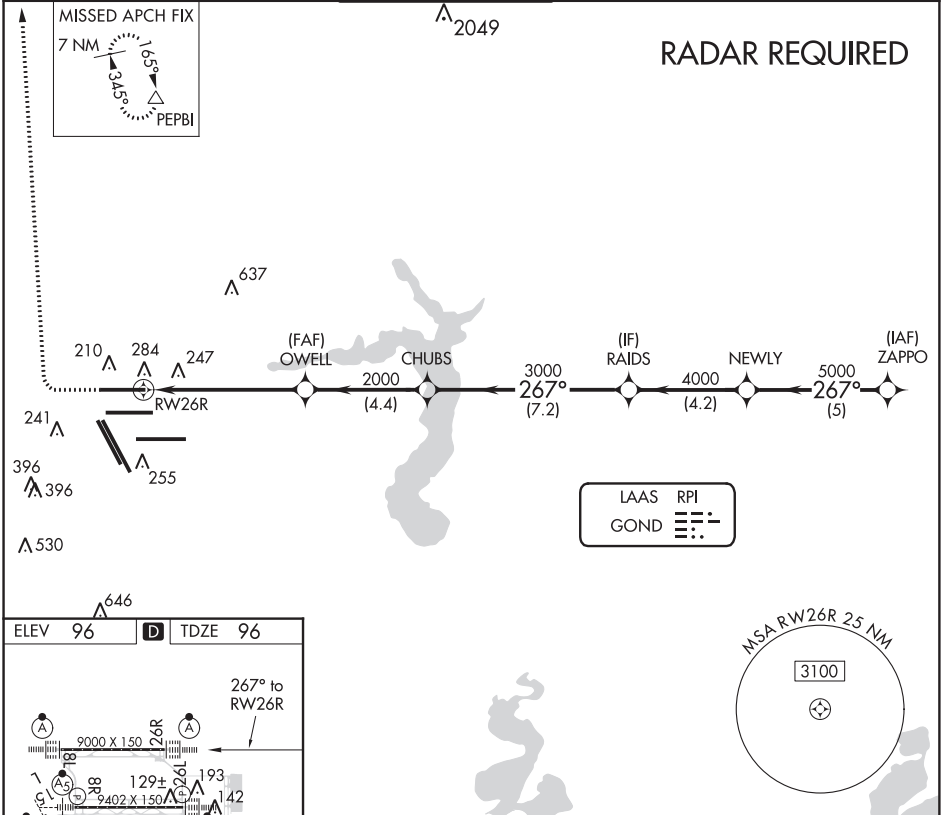 MISSED APCH FIX
7 NM
165°
345°
PEPBI
2049
RADAR REQUIRED
637
210
284
247
(FAF)
OWELL
CHUBS
(IF)
RAIDS
NEWLY
(IAF)
ZAPPO
2000
(4.4)
3000
267°
(7.2)
4000
(4.2)
5000
267°
(5)
RW26R
241
255
396
396
530
646
LAAS RPI
GOND
ELEV 96 D TDZE 96
MSA RW26R 25 NM
3100
267° to
RW26R
A
A
9000 X 150
26R
8L
A5
8R
P
129±
26L
P
193
15L
9402 X 150
142